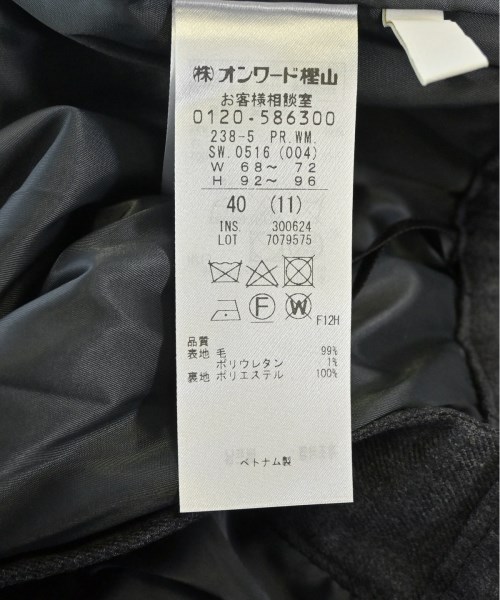 ㈱オンワード樫山
お客様相談室
0120-586300
238-5 PR.WM.
SW.0516 (004)
W 68～ 72
H 92～ 96
40 (11)
INS. 300624
LOT 7079575
F W F12H
品質
表地 毛 99%
ポリウレタン 1%
裏地 ポリエステル 100%
ベトナム製